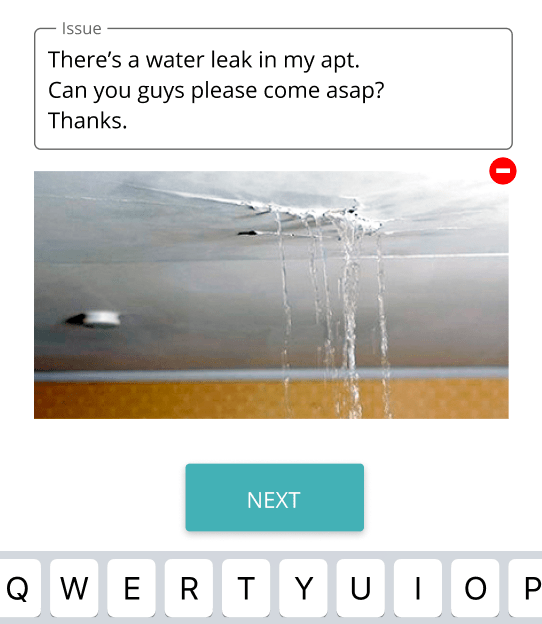 Issue
There’s a water leak in my apt.
Can you guys please come asap?
Thanks.
NEXT
Q W E R T Y U I O P